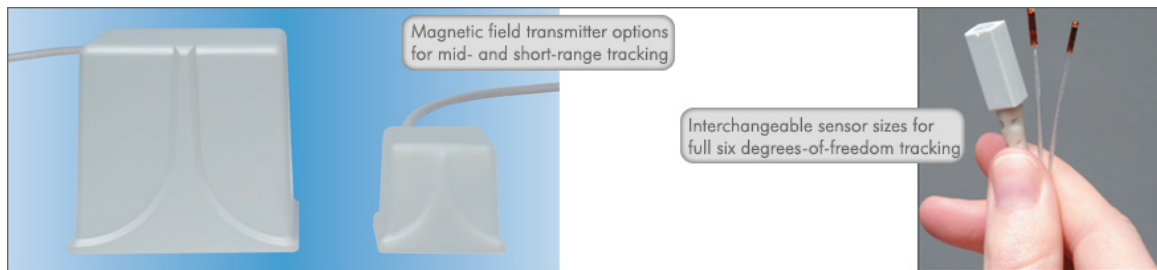 Magnetic field transmitter options
for mid- and short-range tracking
Interchangeable sensor sizes for
full six degrees-of-freedom tracking